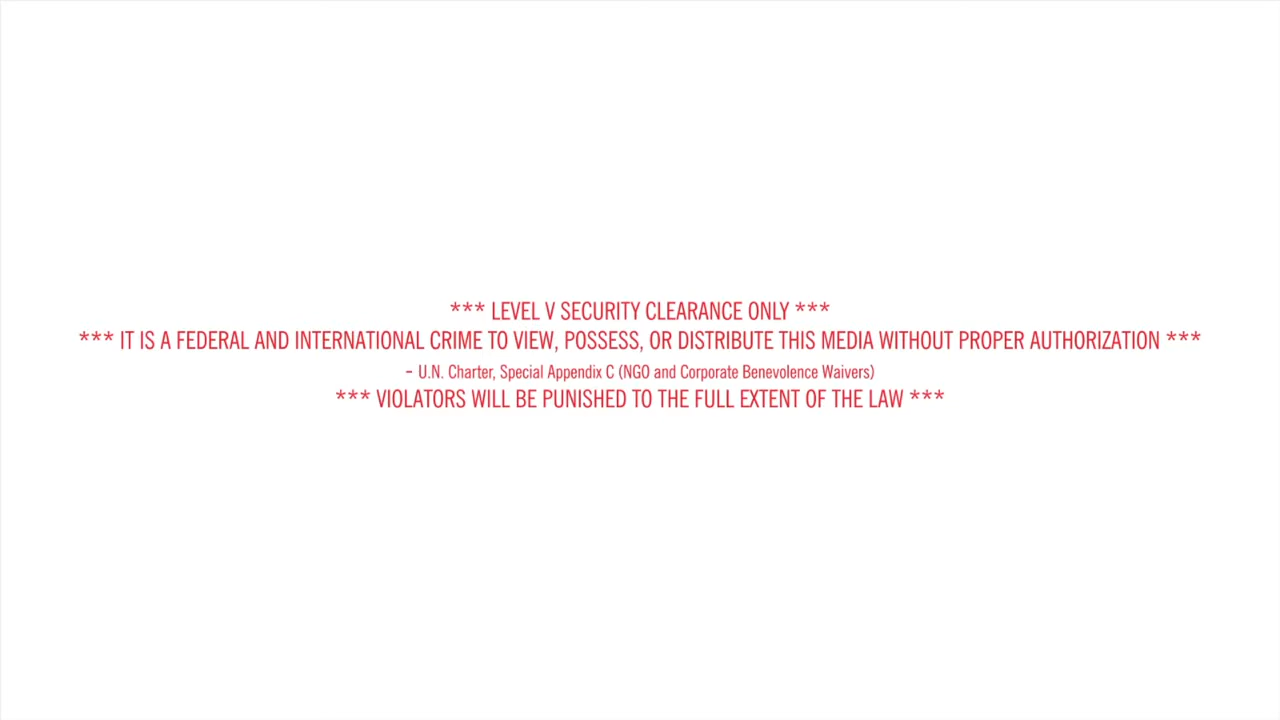 *** LEVEL V SECURITY CLEARANCE ONLY ***
*** IT IS A FEDERAL AND INTERNATIONAL CRIME TO VIEW, POSSESS, OR DISTRIBUTE THIS MEDIA WITHOUT PROPER AUTHORIZATION ***
– U.N. Charter, Special Appendix C (NGO and Corporate Benevolence Waivers)
*** VIOLATORS WILL BE PUNISHED TO THE FULL EXTENT OF THE LAW ***